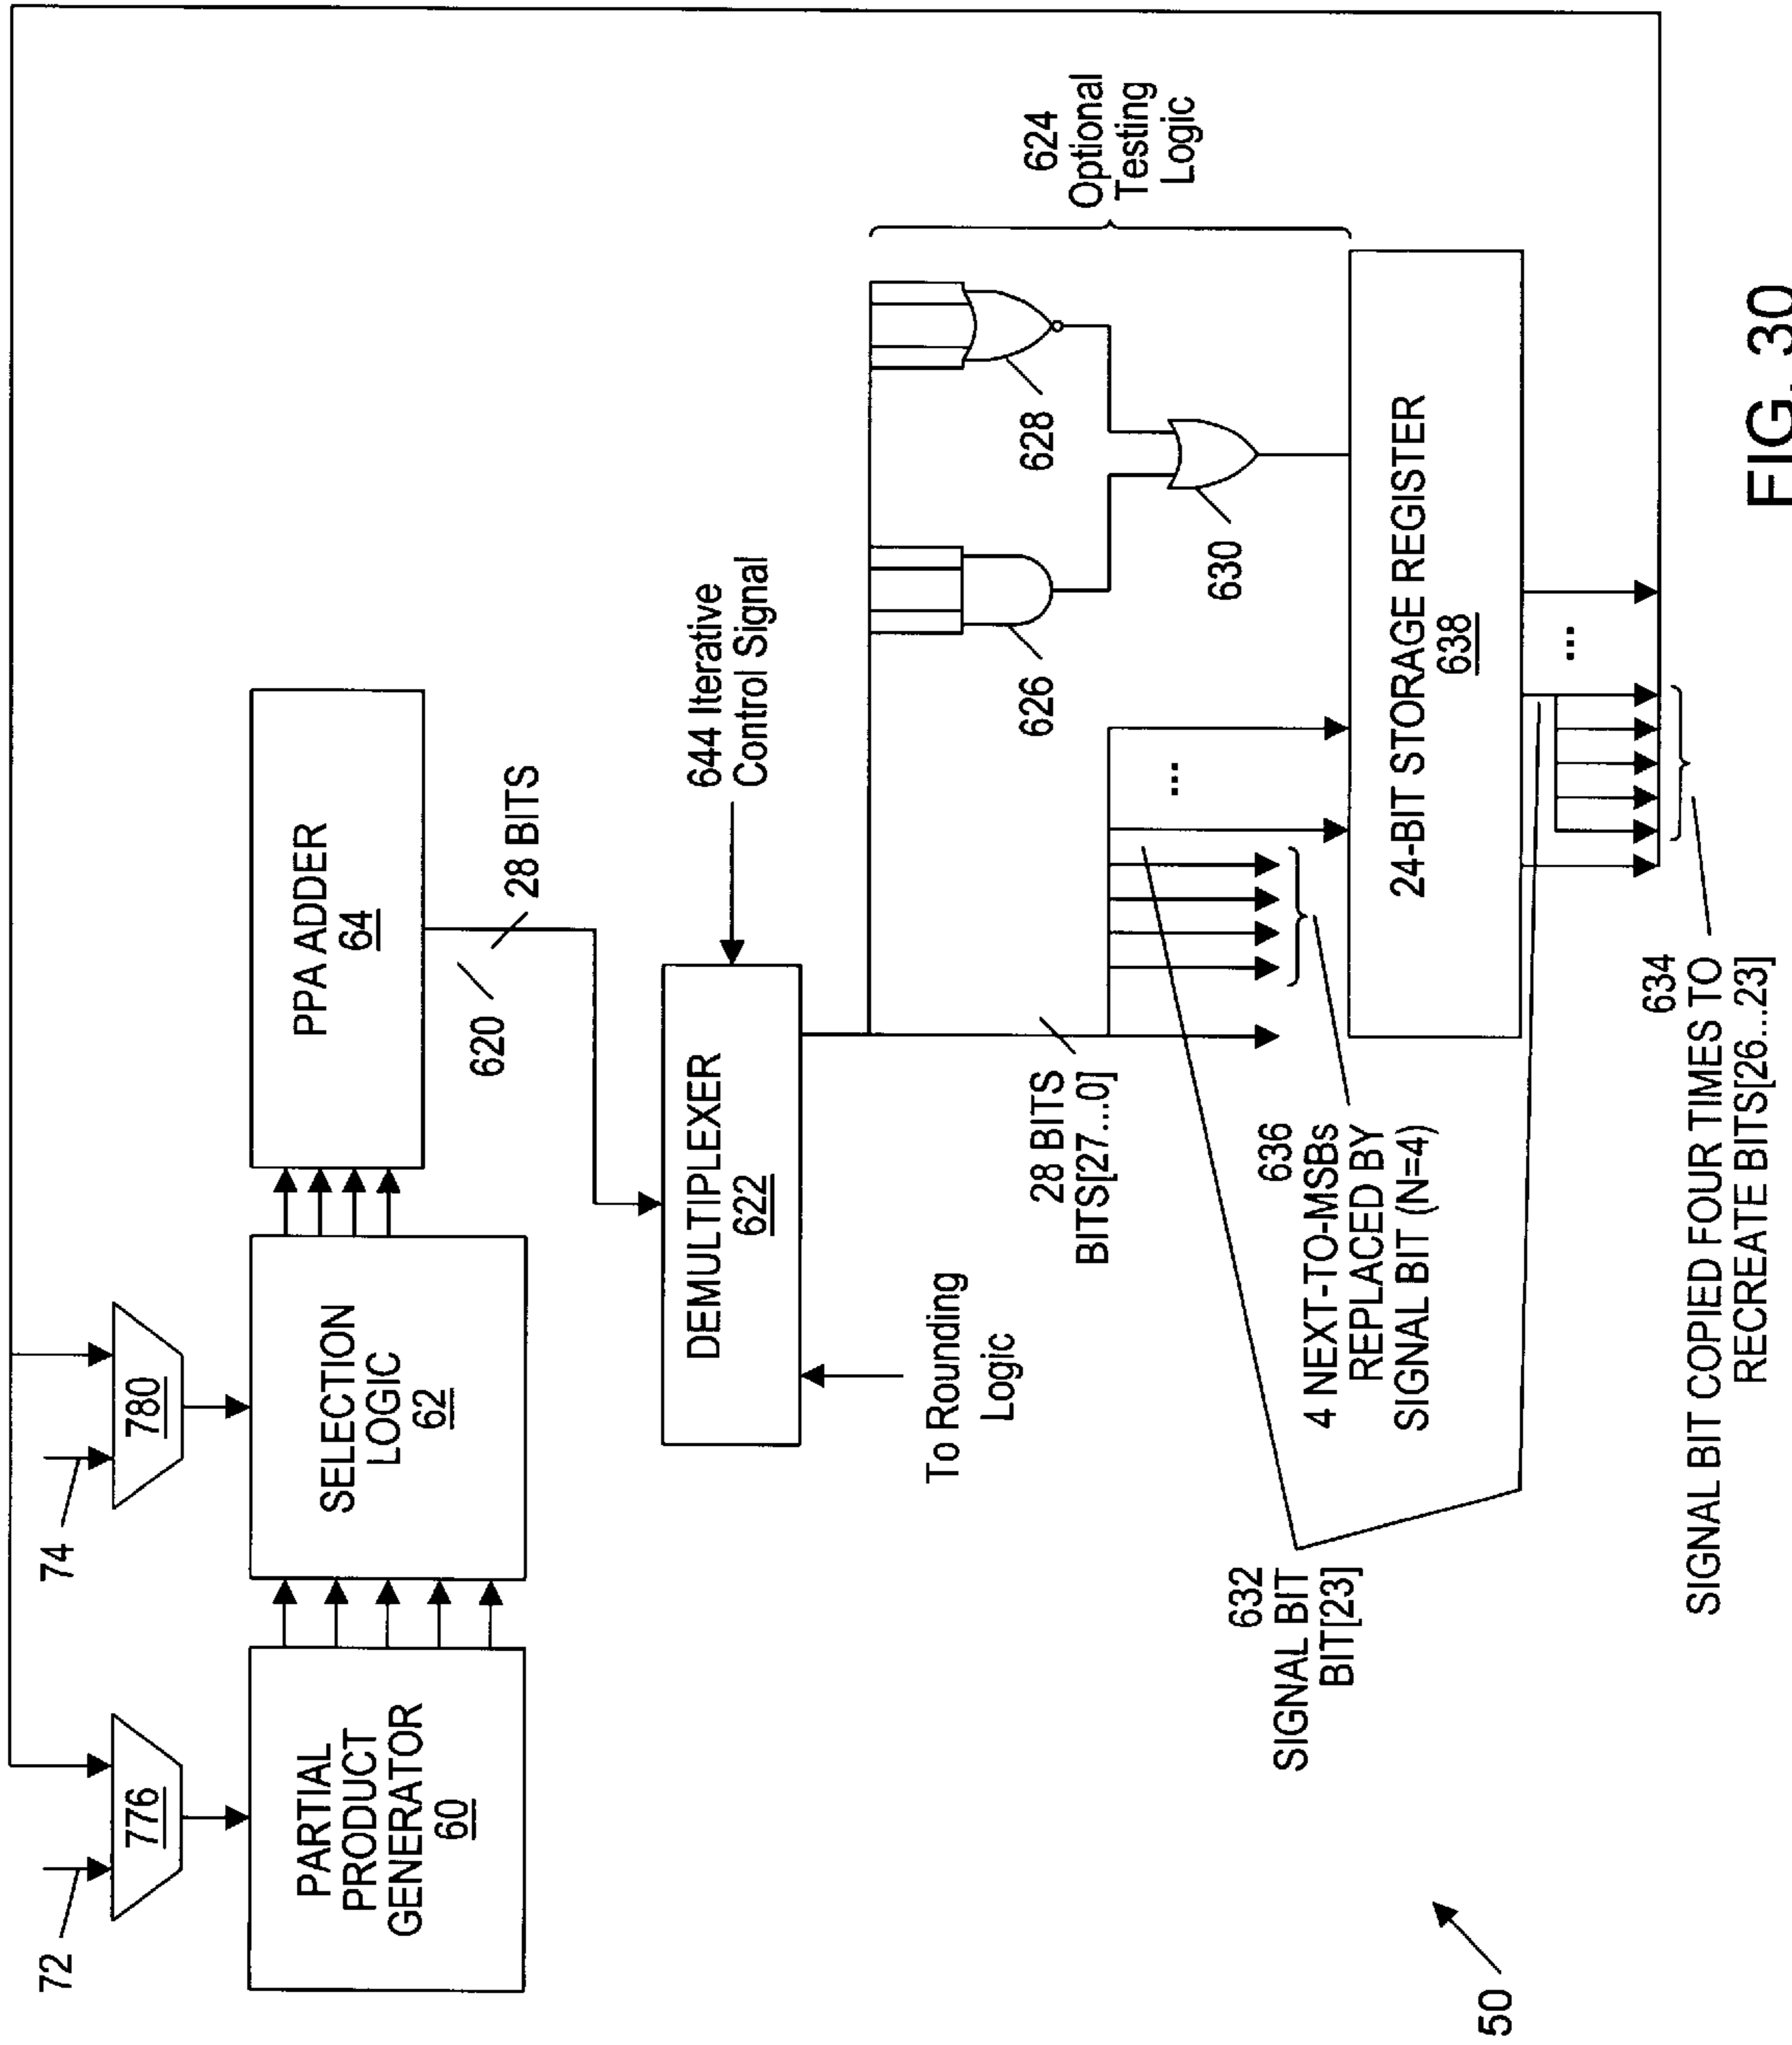 72
776
74
780
PARTIAL
PRODUCT
GENERATOR
60
SELECTION
LOGIC
62
PPA ADDER
64
620
28 BITS
DEMULTIPLEXER
622
644 Iterative
Control Signal
To Rounding
Logic
624
Optional
Testing
Logic
626
628
630
28 BITS
BITS[27...0]
632
SIGNAL BIT
BIT[23]
636
4 NEXT-TO-MSBs
REPLACED BY
SIGNAL BIT (N=4)
...
24-BIT STORAGE REGISTER
638
...
634
SIGNAL BIT COPIED FOUR TIMES TO
RECREATE BITS[26...23]
50
FIG. 30